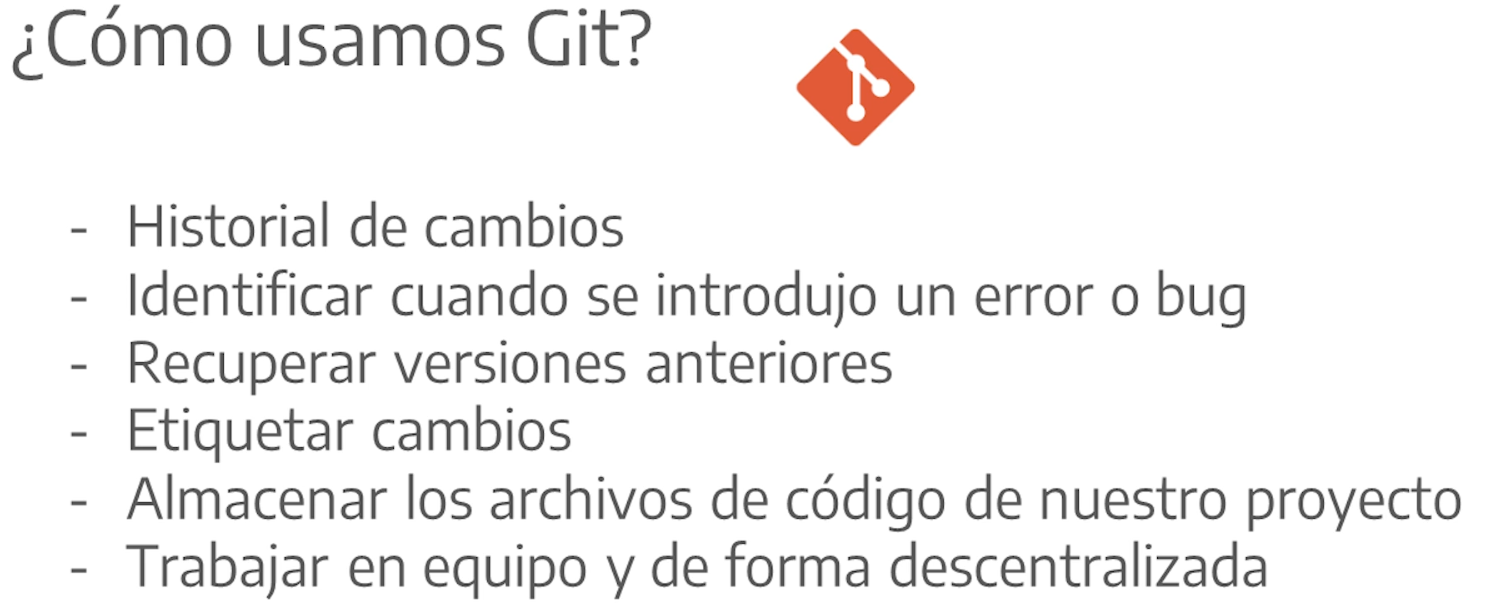 ¿Cómo usamos Git?
- Historial de cambios
- Identificar cuando se introdujo un error o bug
- Recuperar versiones anteriores
- Etiquetar cambios
- Almacenar los archivos de código de nuestro proyecto
- Trabajar en equipo y de forma descentralizada